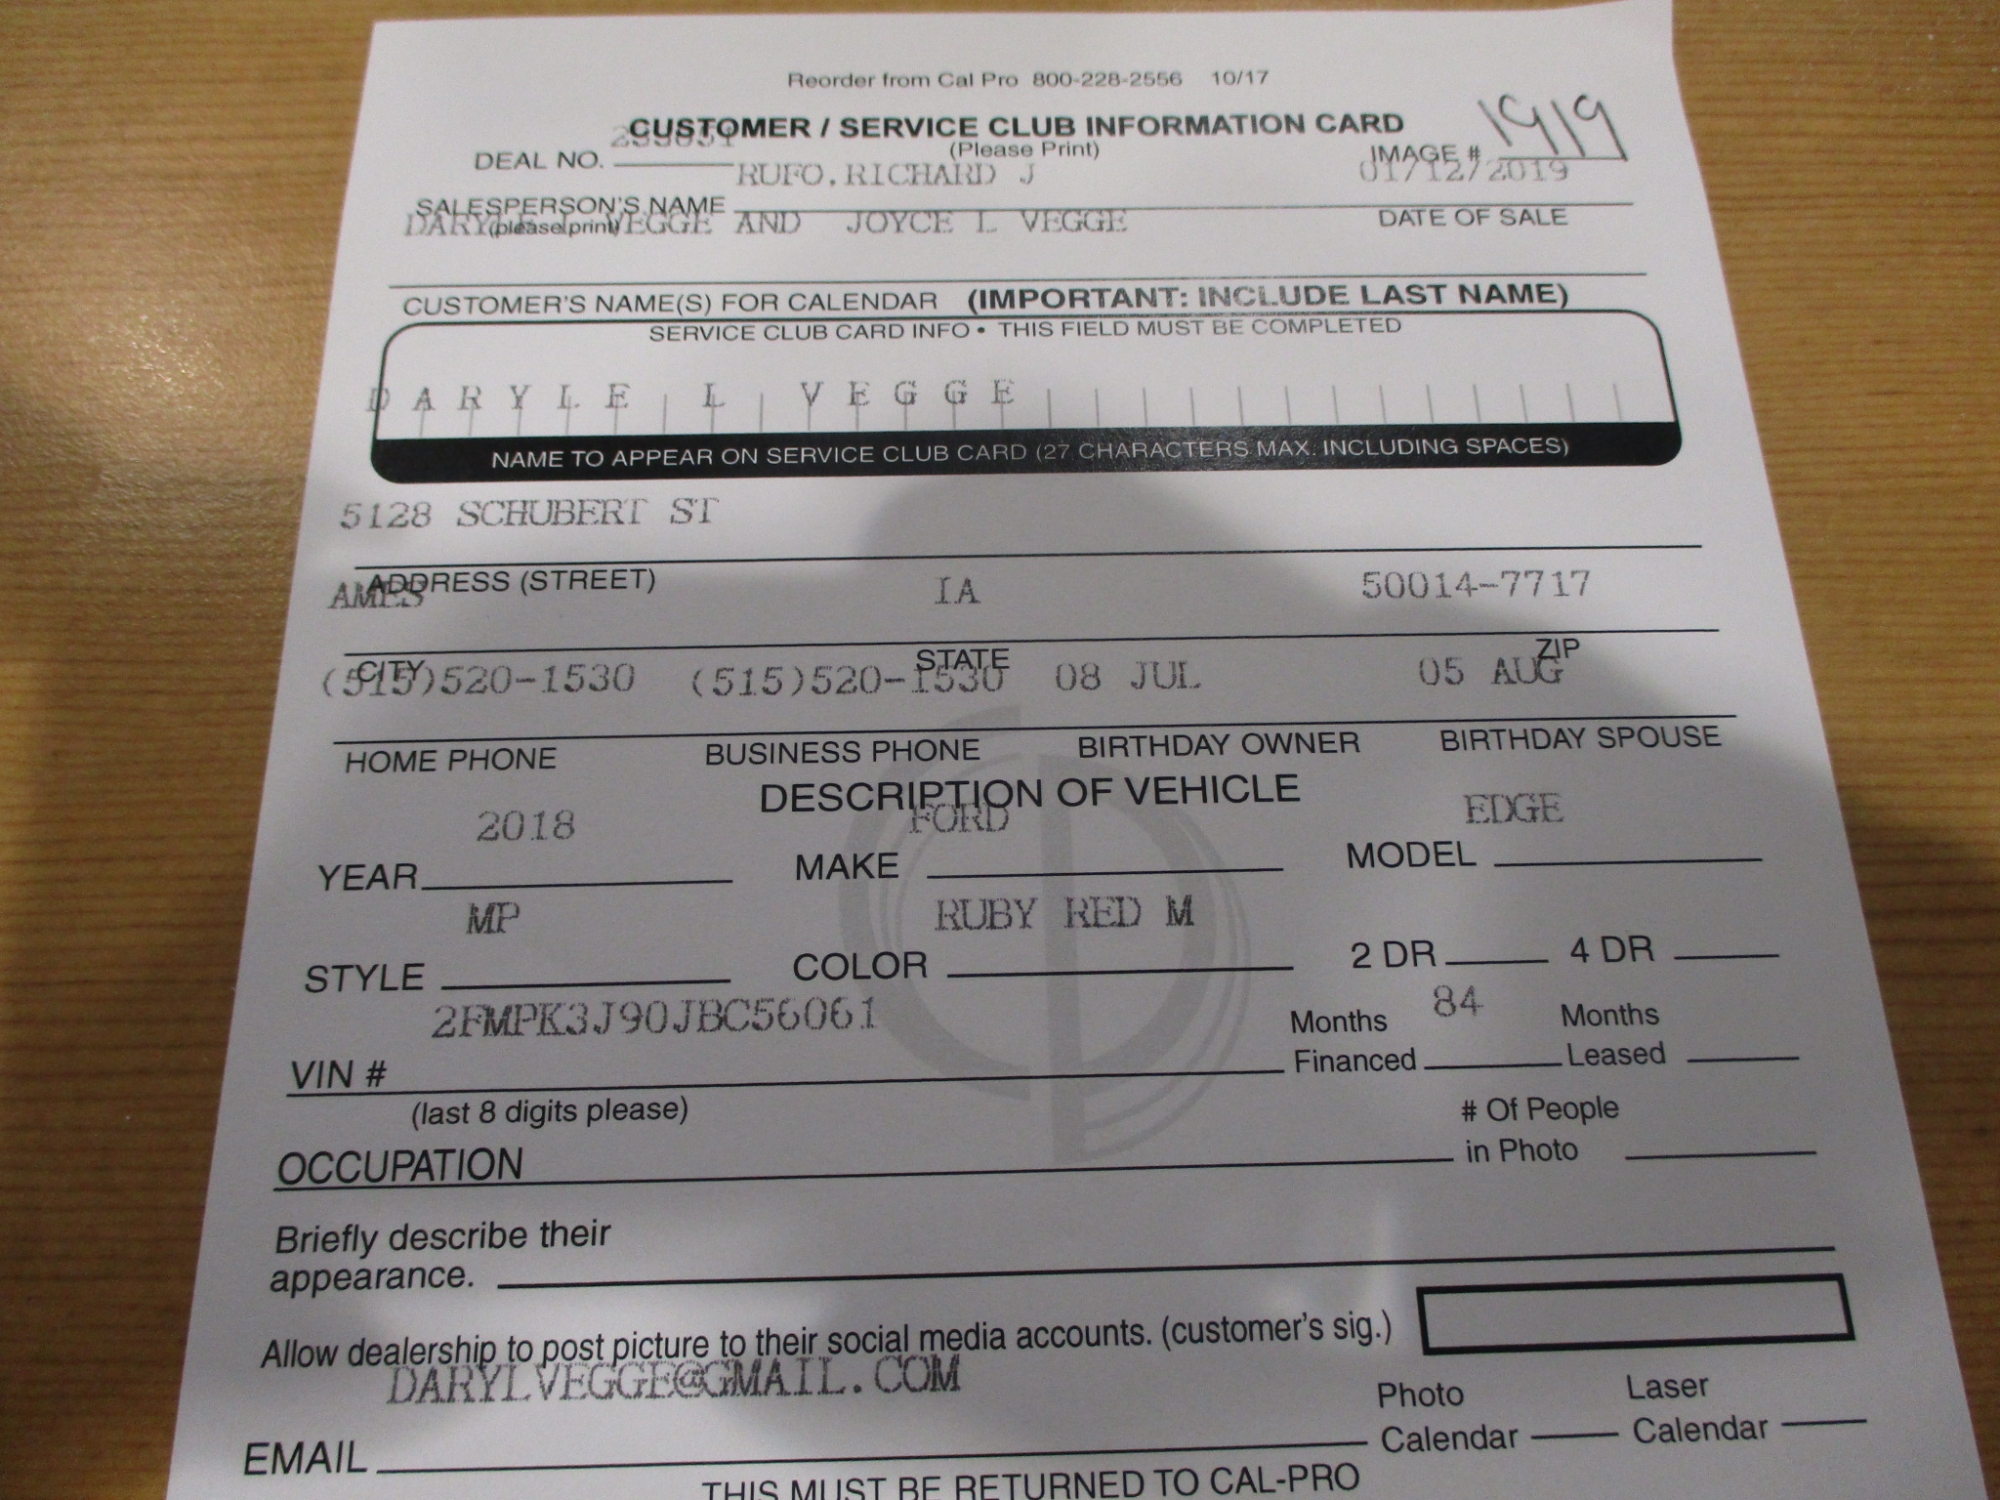 Reorder from Cal Pro 800-228-2556 10/17
CUSTOMER / SERVICE CLUB INFORMATION CARD
(Please Print)
DEAL NO. IMAGE # 1919
RUFO, RICHARD J 01/12/2019
SALESPERSON'S NAME
(please print) DATE OF SALE
DARYLE L VEGGE AND JOYCE L VEGGE
CUSTOMER'S NAME(S) FOR CALENDAR (IMPORTANT: INCLUDE LAST NAME)
SERVICE CLUB CARD INFO • THIS FIELD MUST BE COMPLETED
DARYLE L VEGGE
NAME TO APPEAR ON SERVICE CLUB CARD (27 CHARACTERS MAX. INCLUDING SPACES)
5128 SCHUBERT ST
ADDRESS (STREET)
AMES IA 50014-7717
CITY STATE ZIP
(515)520-1530 (515)520-1530 08 JUL 05 AUG
HOME PHONE BUSINESS PHONE BIRTHDAY OWNER BIRTHDAY SPOUSE
DESCRIPTION OF VEHICLE
2018 FORD EDGE
YEAR MAKE MODEL
MP RUBY RED M
STYLE COLOR 2 DR 4 DR
2FMPK3J90JBC56061 Months 84 Months
VIN # Financed Leased
(last 8 digits please) # Of People
OCCUPATION in Photo
Briefly describe their
appearance.
Allow dealership to post picture to their social media accounts. (customer's sig.)
DARYLVEGGE@GMAIL.COM Photo Laser
EMAIL Calendar Calendar
THIS MUST BE RETURNED TO CAL-PRO